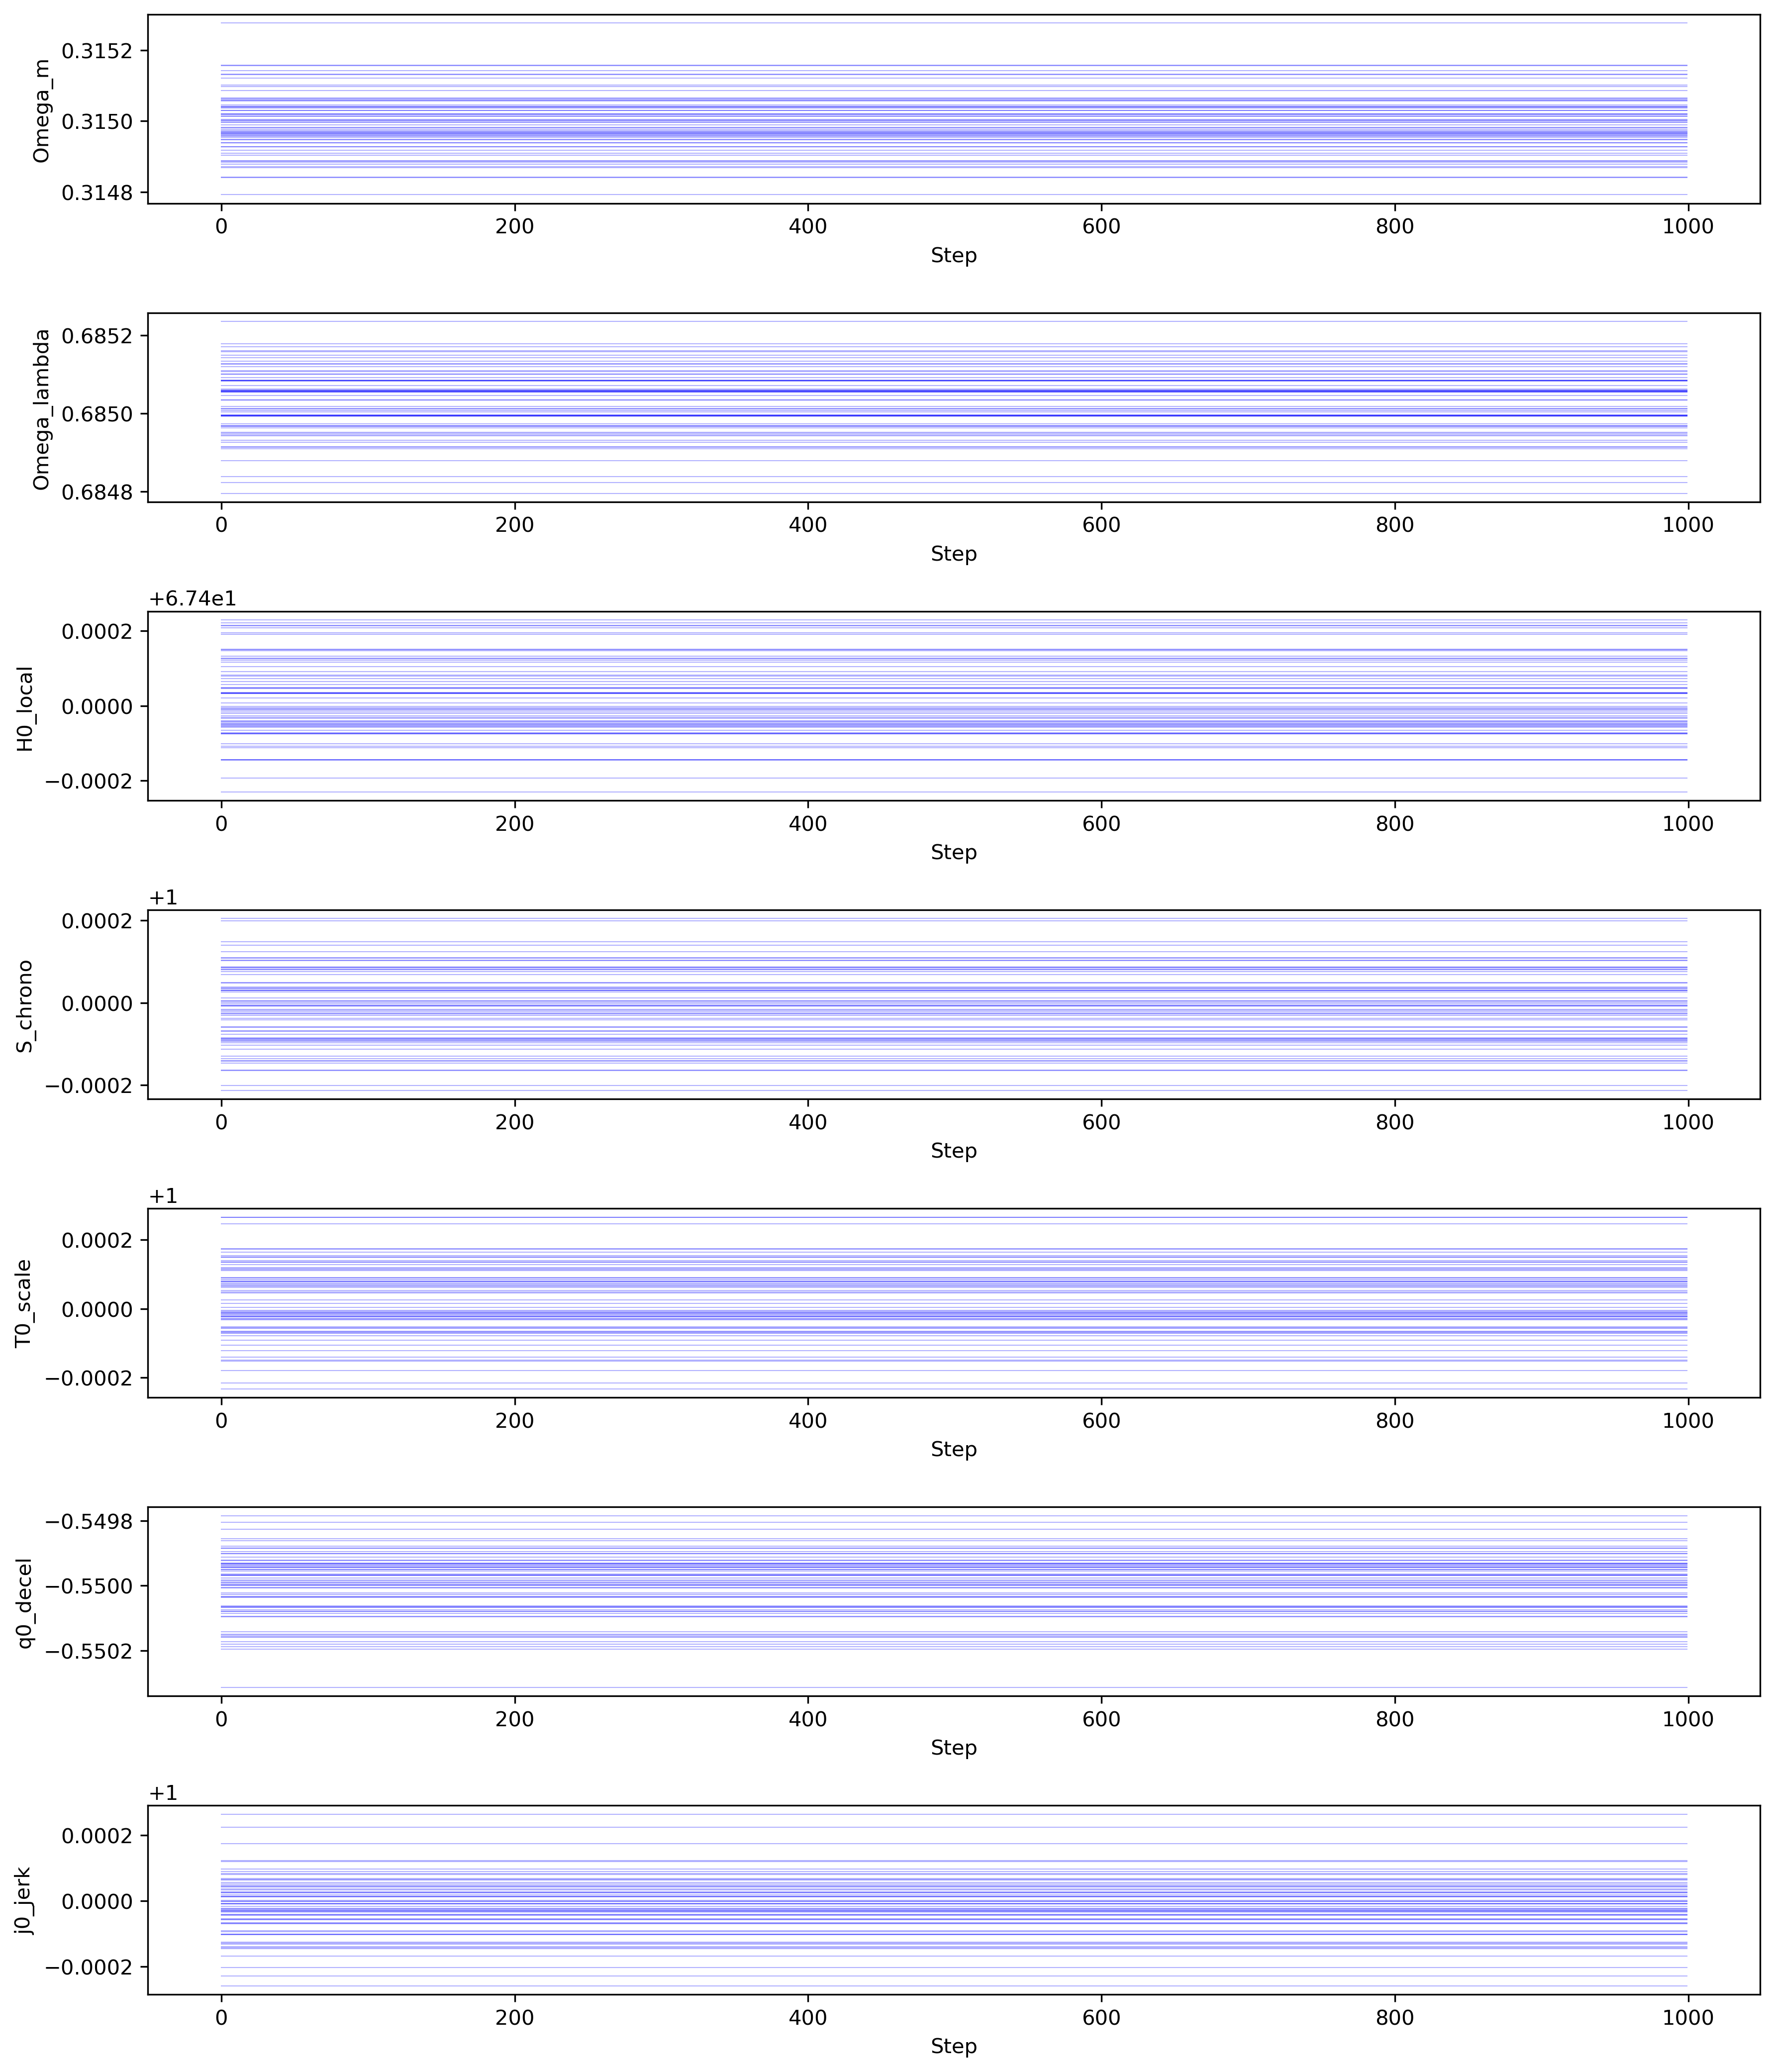 Omega_m
0.3152
0.3150
0.3148
0 200 400 600 800 1000
Step
Omega_lambda
0.6852
0.6850
0.6848
0 200 400 600 800 1000
Step
+6.74e1
H0_local
0.0002
0.0000
−0.0002
0 200 400 600 800 1000
Step
+1
S_chrono
0.0002
0.0000
−0.0002
0 200 400 600 800 1000
Step
+1
T0_scale
0.0002
0.0000
−0.0002
0 200 400 600 800 1000
Step
q0_decel
−0.5498
−0.5500
−0.5502
0 200 400 600 800 1000
Step
+1
j0_jerk
0.0002
0.0000
−0.0002
0 200 400 600 800 1000
Step